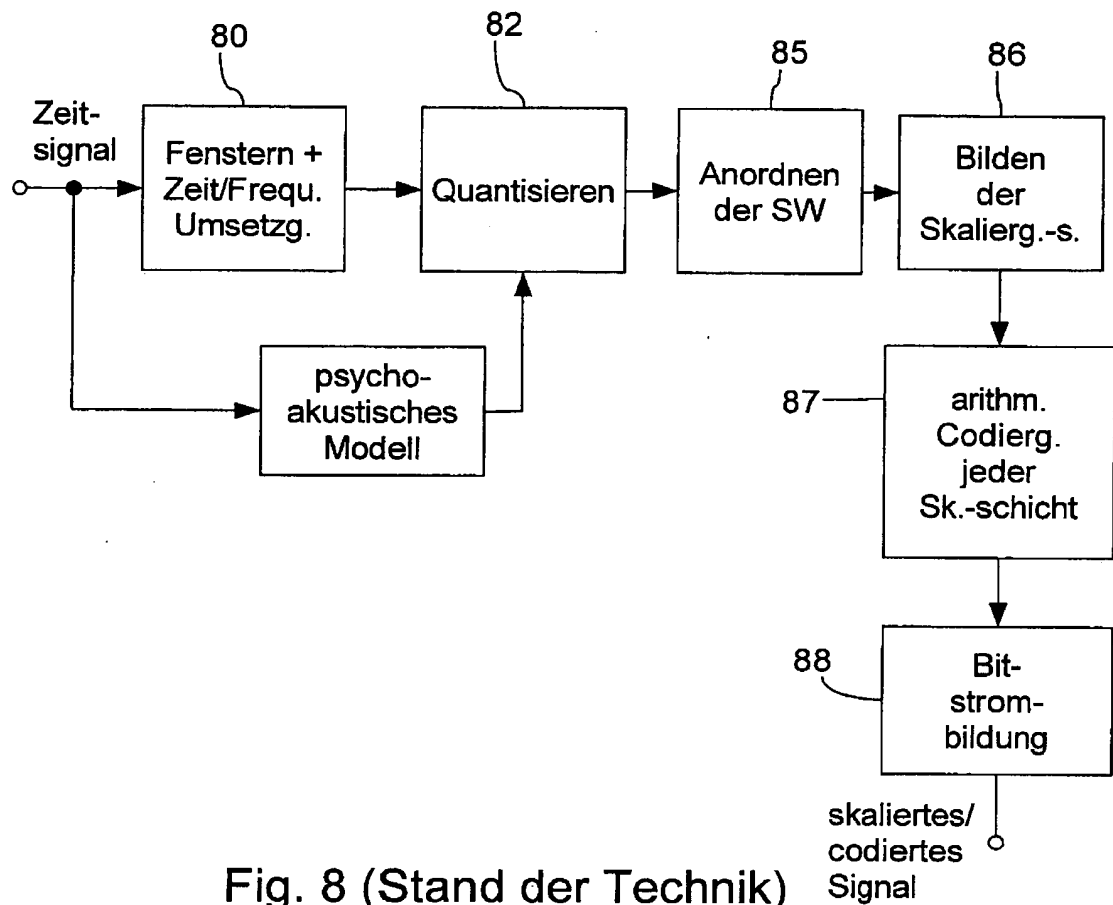 80
82
85
86
Zeit-
signal
Fenstern +
Zeit/Frequ.
Umsetzg.
Quantisieren
Anordnen
der SW
Bilden
der
Skalierg.-s.
psycho-
akustisches
Modell
87
arithm.
Codierg.
jeder
Sk.-schicht
88
Bit-
strom-
bildung
skaliertes/
codiertes
Signal
Fig. 8 (Stand der Technik)